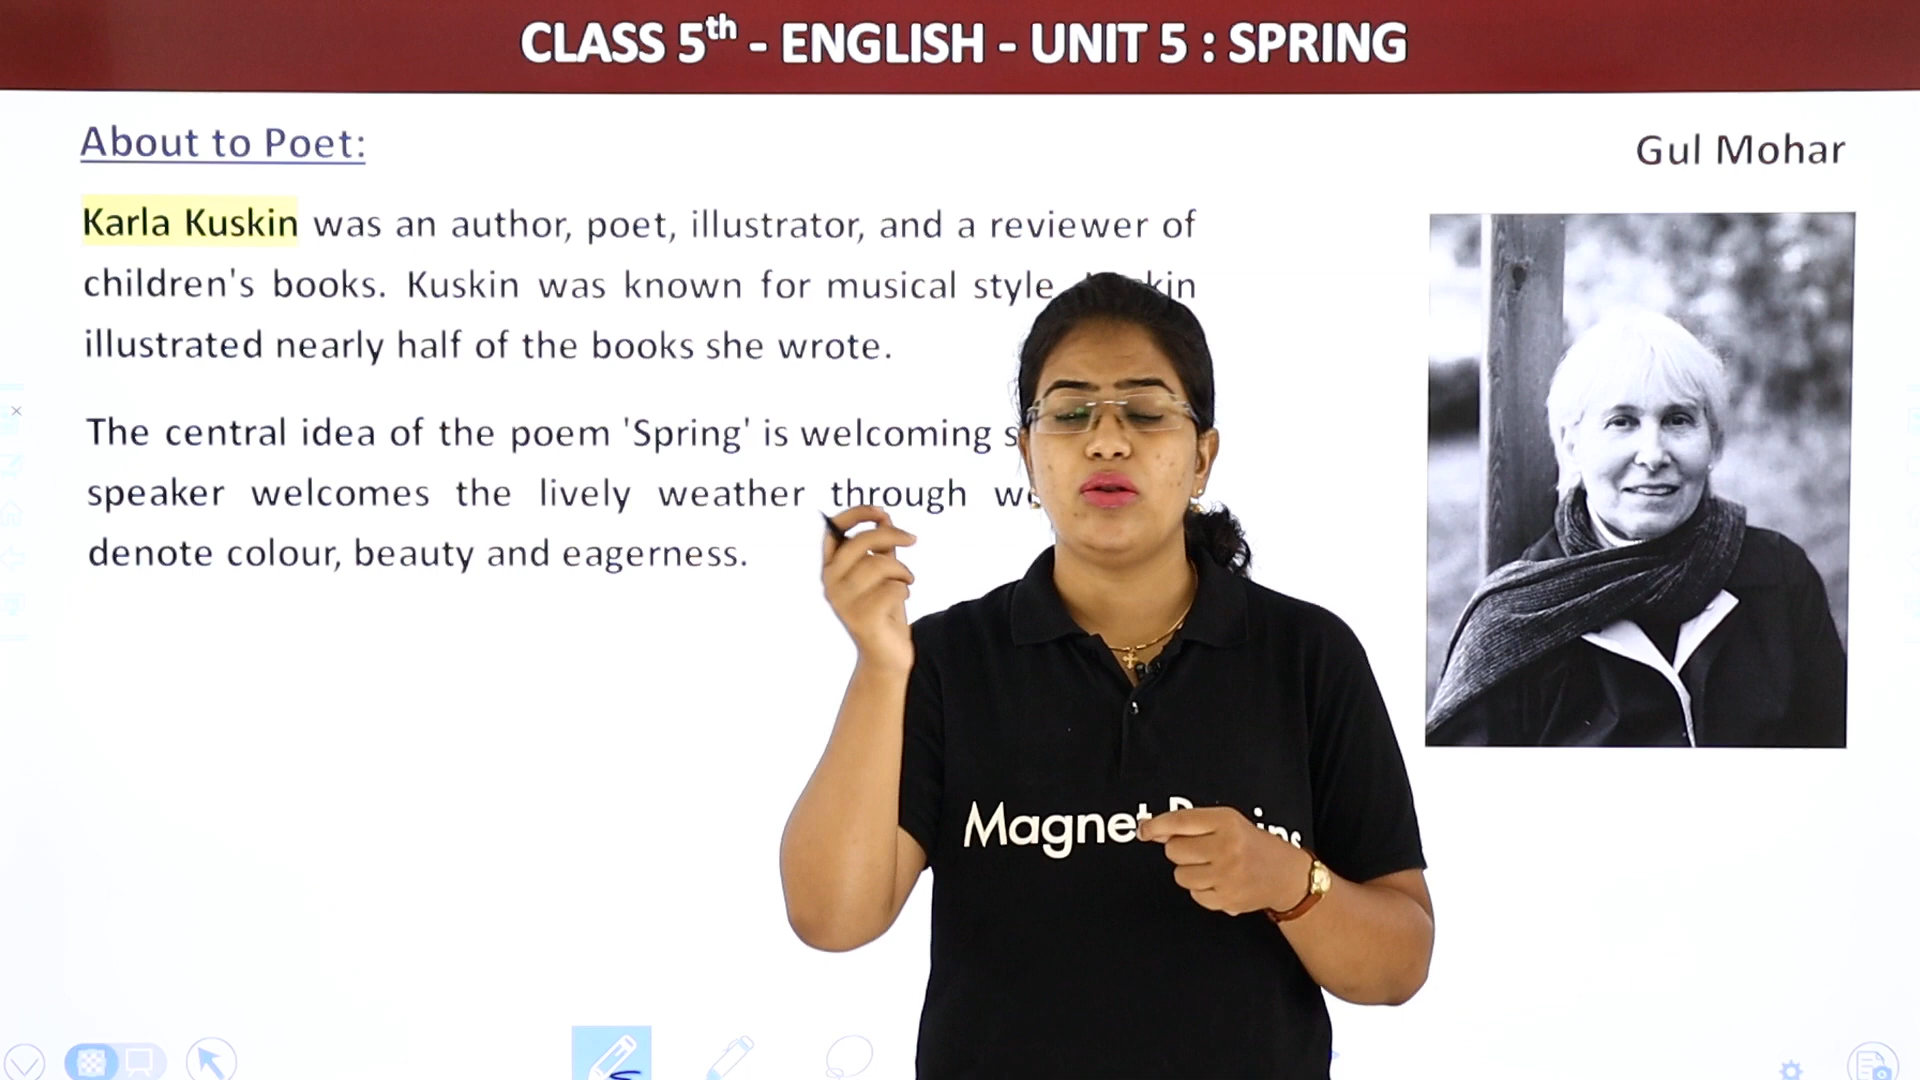 CLASS 5th - ENGLISH - UNIT 5 : SPRING
About to Poet:
Gul Mohar
Karla Kuskin was an author, poet, illustrator, and a reviewer of
children's books. Kuskin was known for musical style
illustrated nearly half of the books she wrote.
The central idea of the poem 'Spring' is welcoming
speaker welcomes the lively weather through
denote colour, beauty and eagerness.
Magnet